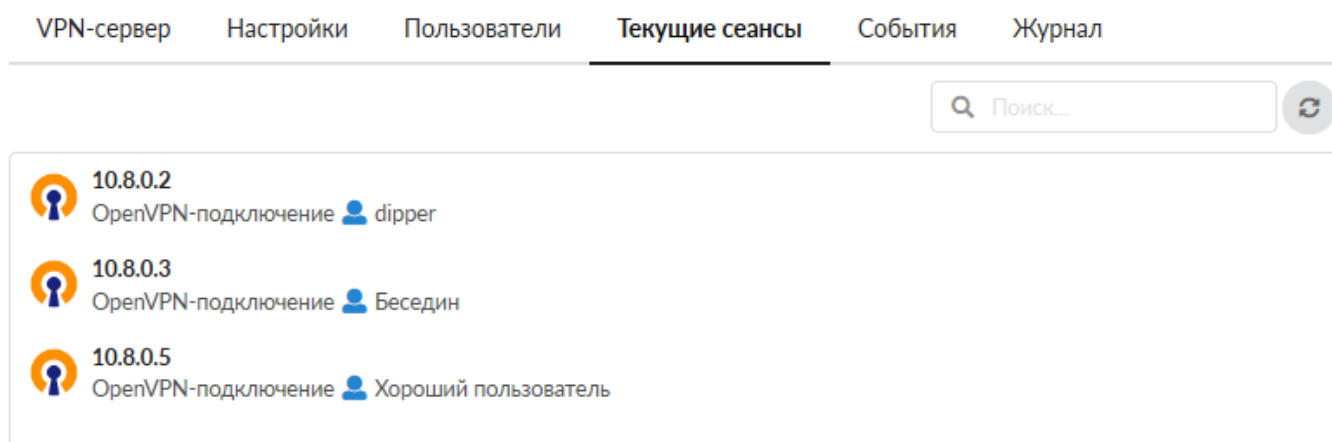 VPN-сервер Настройки Пользователи Текущие сеансы События Журнал
Поиск...
10.8.0.2
OpenVPN-подключение dipper
10.8.0.3
OpenVPN-подключение Беседин
10.8.0.5
OpenVPN-подключение Хороший пользователь